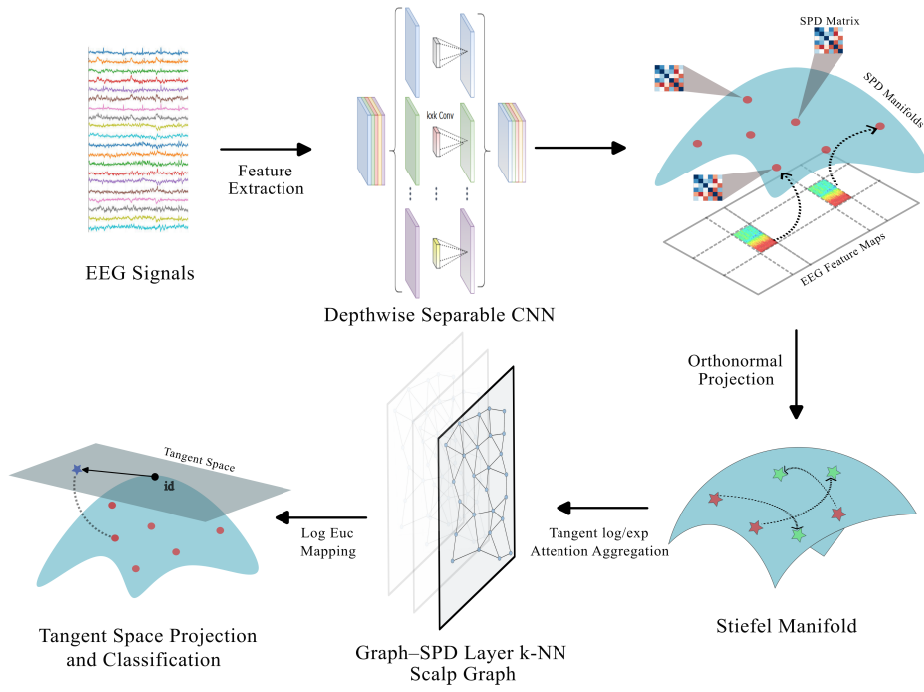 EEG Signals
Feature
Extraction
kxk Conv
Depthwise Separable CNN
SPD Matrix
SPD Manifolds
EEG Feature Maps
Orthonormal
Projection
Stiefel Manifold
Tangent log/exp
Attention Aggregation
Graph–SPD Layer k-NN
Scalp Graph
Log Euc
Mapping
Tangent Space
id
Tangent Space Projection
and Classification